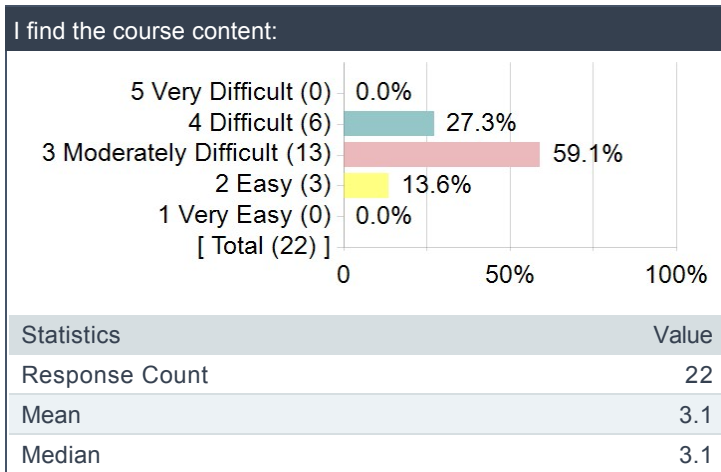 I find the course content:
5 Very Difficult (0) 0.0%
4 Difficult (6) 27.3%
3 Moderately Difficult (13) 59.1%
2 Easy (3) 13.6%
1 Very Easy (0) 0.0%
[ Total (22) ]
0 50% 100%
Statistics Value
Response Count 22
Mean 3.1
Median 3.1